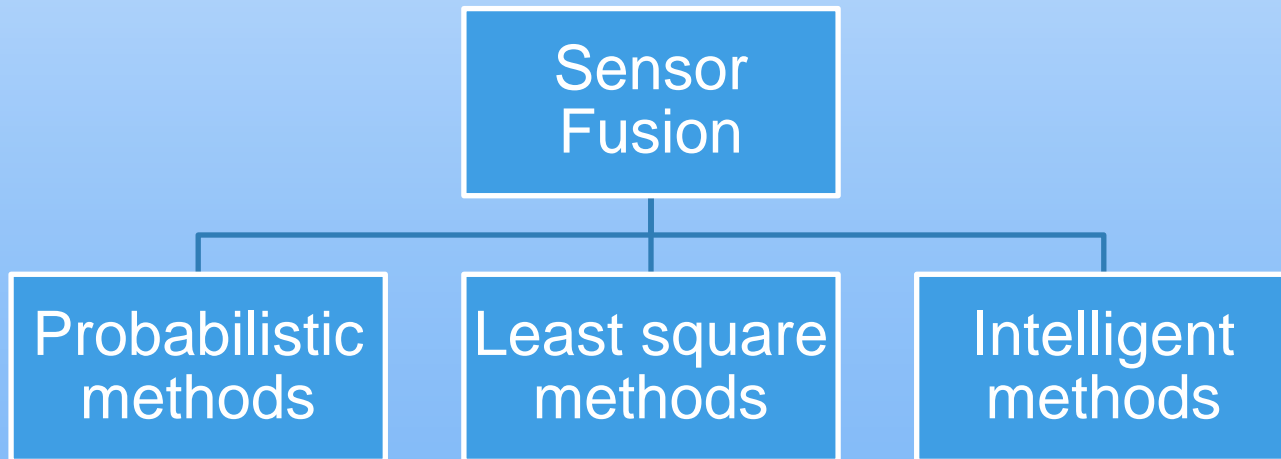 Sensor
Fusion
Probabilistic
methods
Least square
methods
Intelligent
methods